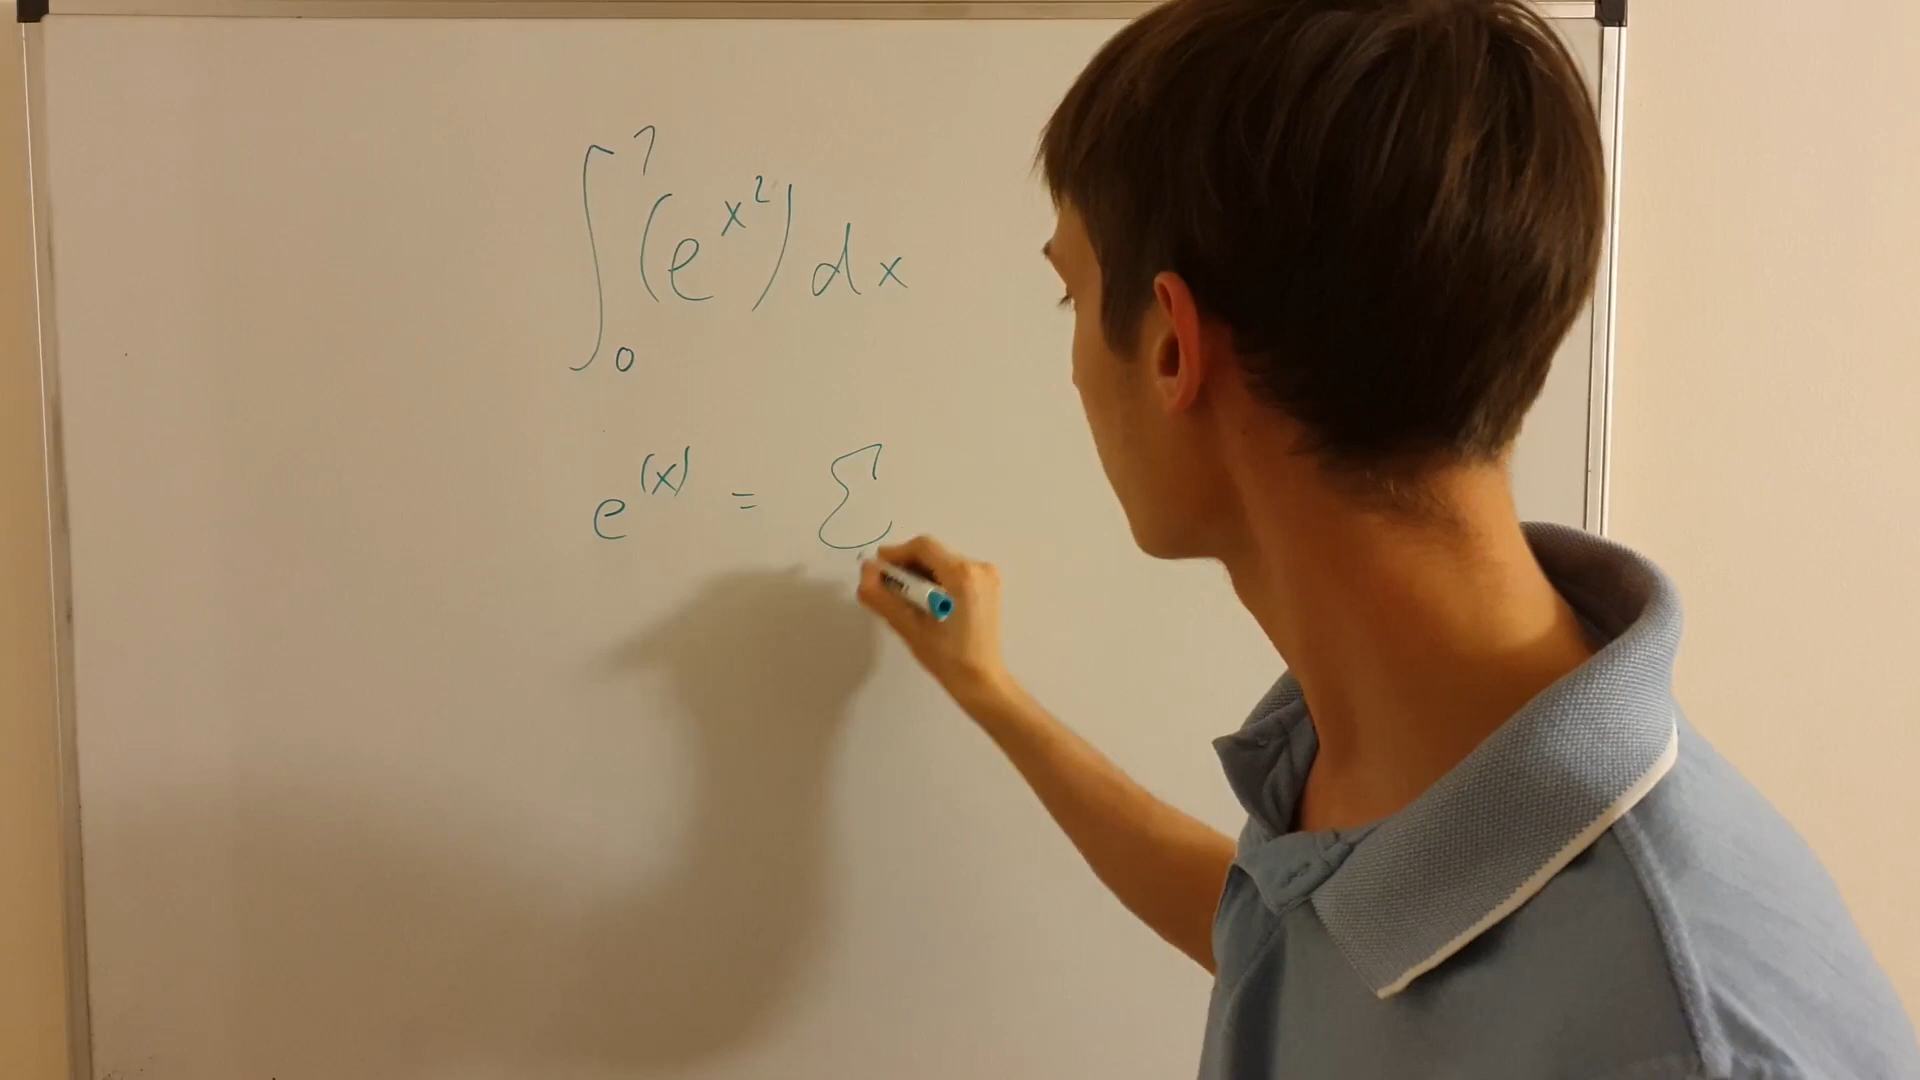 ∫₀¹ (e^x²) dx
e^(x) = Σ